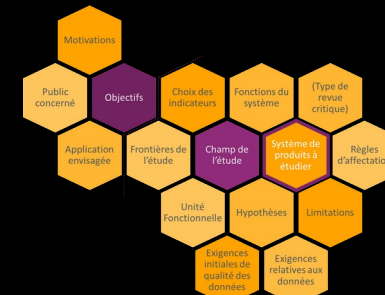 Motivations
Public
concerné
Objectifs
Choix des
indicateurs
Fonctions du
système
(Type de
revue
critique)
Application
envisagée
Frontières de
l'étude
Champ de
l'étude
Système de
produits à
étudier
Règles
d'affectatio
Unité
Fonctionnelle
Hypothèses
Limitations
Exigences
initiales de
qualité des
données
Exigences
relatives aux
données